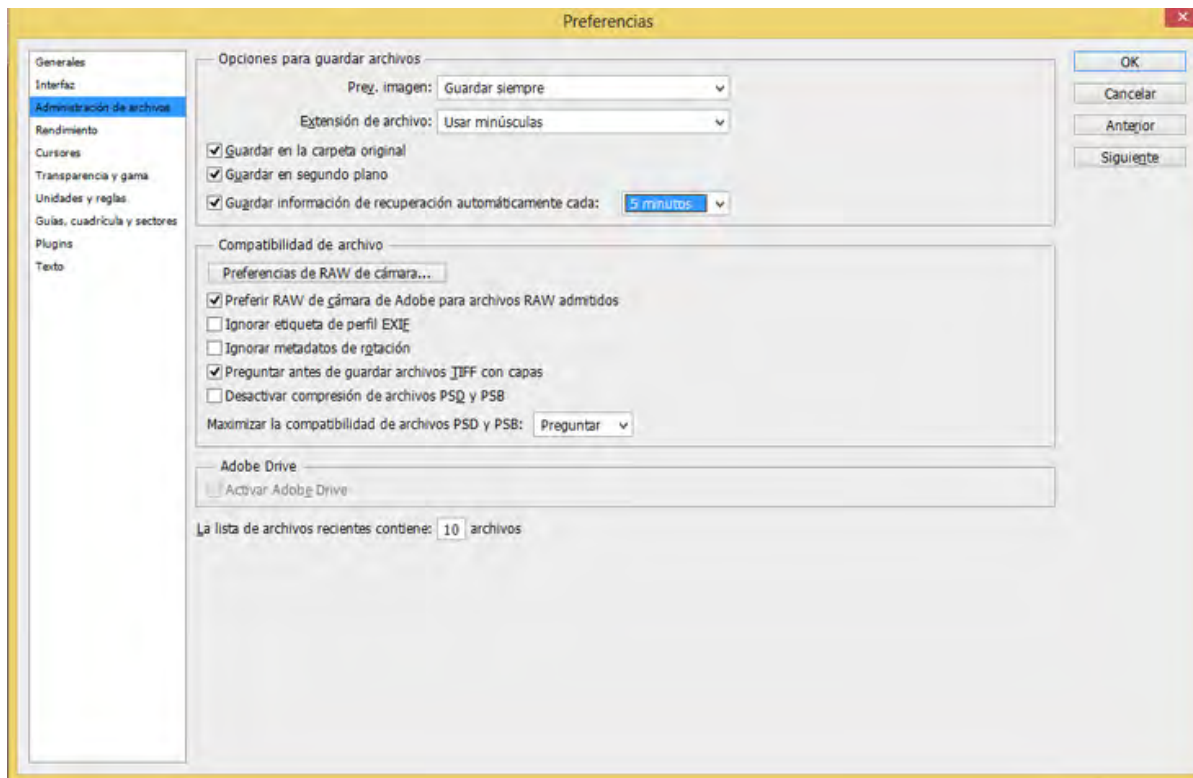 Preferencias
Generales
Interfaz
Administración de archivos
Rendimiento
Cursores
Transparencia y gama
Unidades y reglas
Guías, cuadrícula y sectores
Plugins
Texto
Opciones para guardar archivos
Prev. imagen: Guardar siempre
Extensión de archivo: Usar minúsculas
Guardar en la carpeta original
Guardar en segundo plano
Guardar información de recuperación automáticamente cada: 5 minutos
Compatibilidad de archivo
Preferencias de RAW de cámara...
Preferir RAW de cámara de Adobe para archivos RAW admitidos
Ignorar etiqueta de perfil EXIF
Ignorar metadatos de rotación
Preguntar antes de guardar archivos TIFF con capas
Desactivar compresión de archivos PSD y PSB
Maximizar la compatibilidad de archivos PSD y PSB: Preguntar
Adobe Drive
Activar Adobe Drive
La lista de archivos recientes contiene: 10 archivos
OK
Cancelar
Anterior
Siguiente